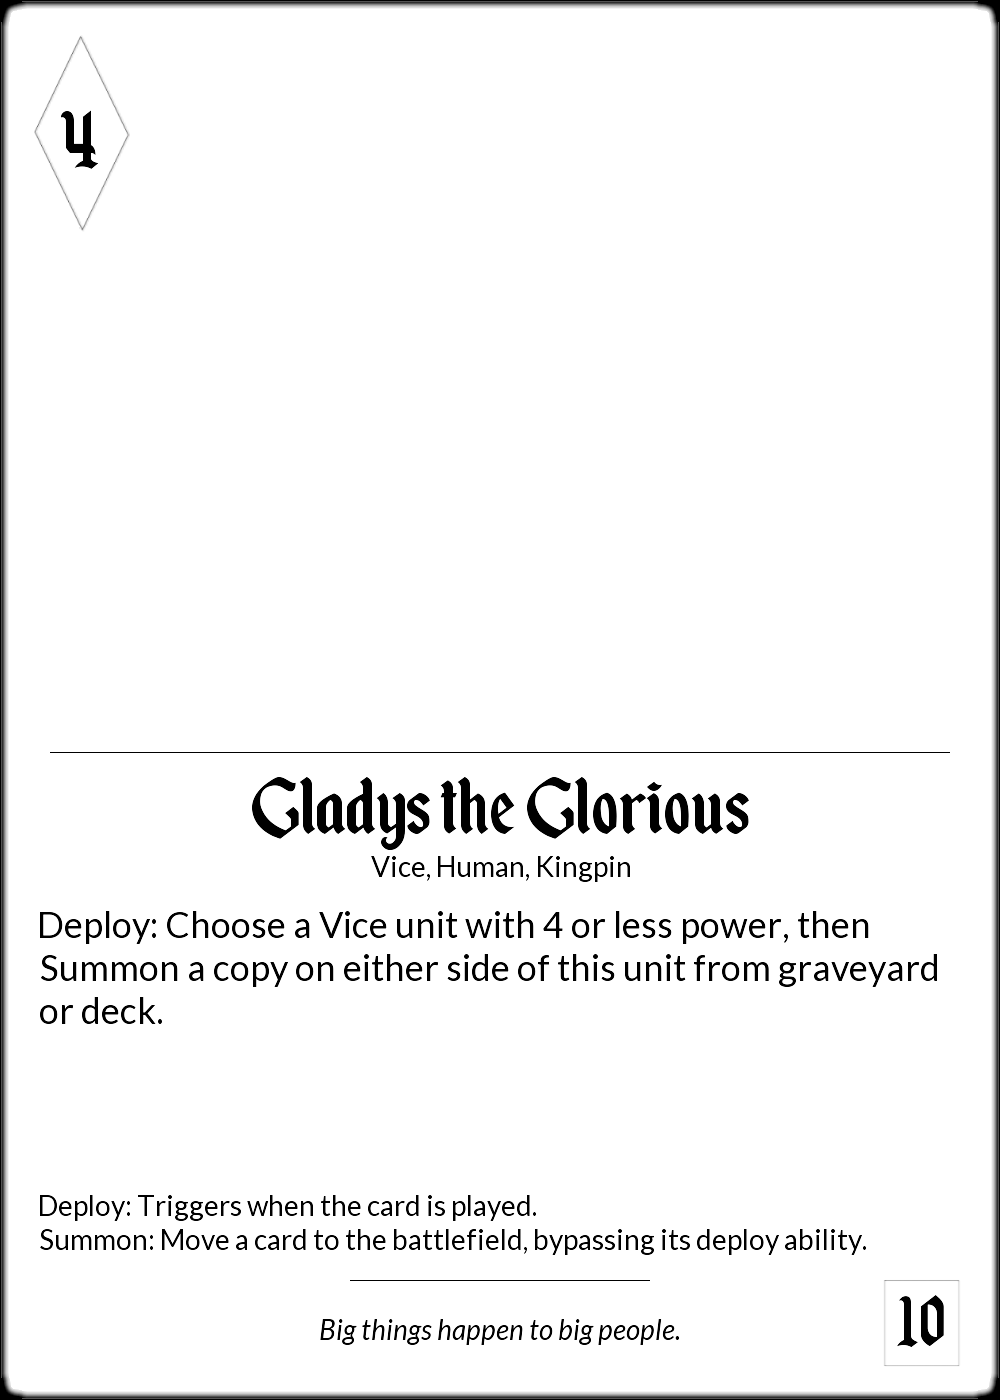 4
Gladys the Glorious
Vice, Human, Kingpin
Deploy: Choose a Vice unit with 4 or less power, then
Summon a copy on either side of this unit from graveyard
or deck.
Deploy: Triggers when the card is played.
Summon: Move a card to the battlefield, bypassing its deploy ability.
Big things happen to big people.
10